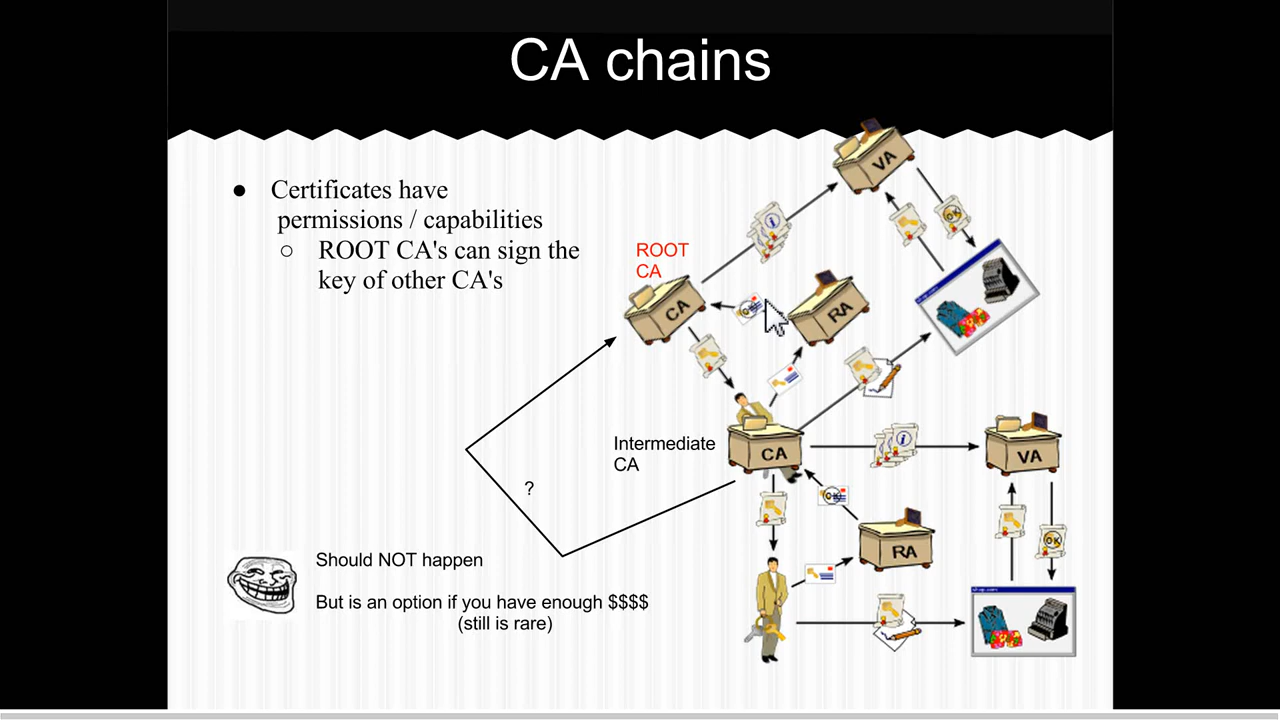 CA chains
● Certificates have
permissions / capabilities
○ ROOT CA's can sign the
key of other CA's
ROOT
CA
VA
OK
CA
RA
Intermediate
CA
CA
VA
?
RA
OK
Should NOT happen
But is an option if you have enough $$$$
(still is rare)